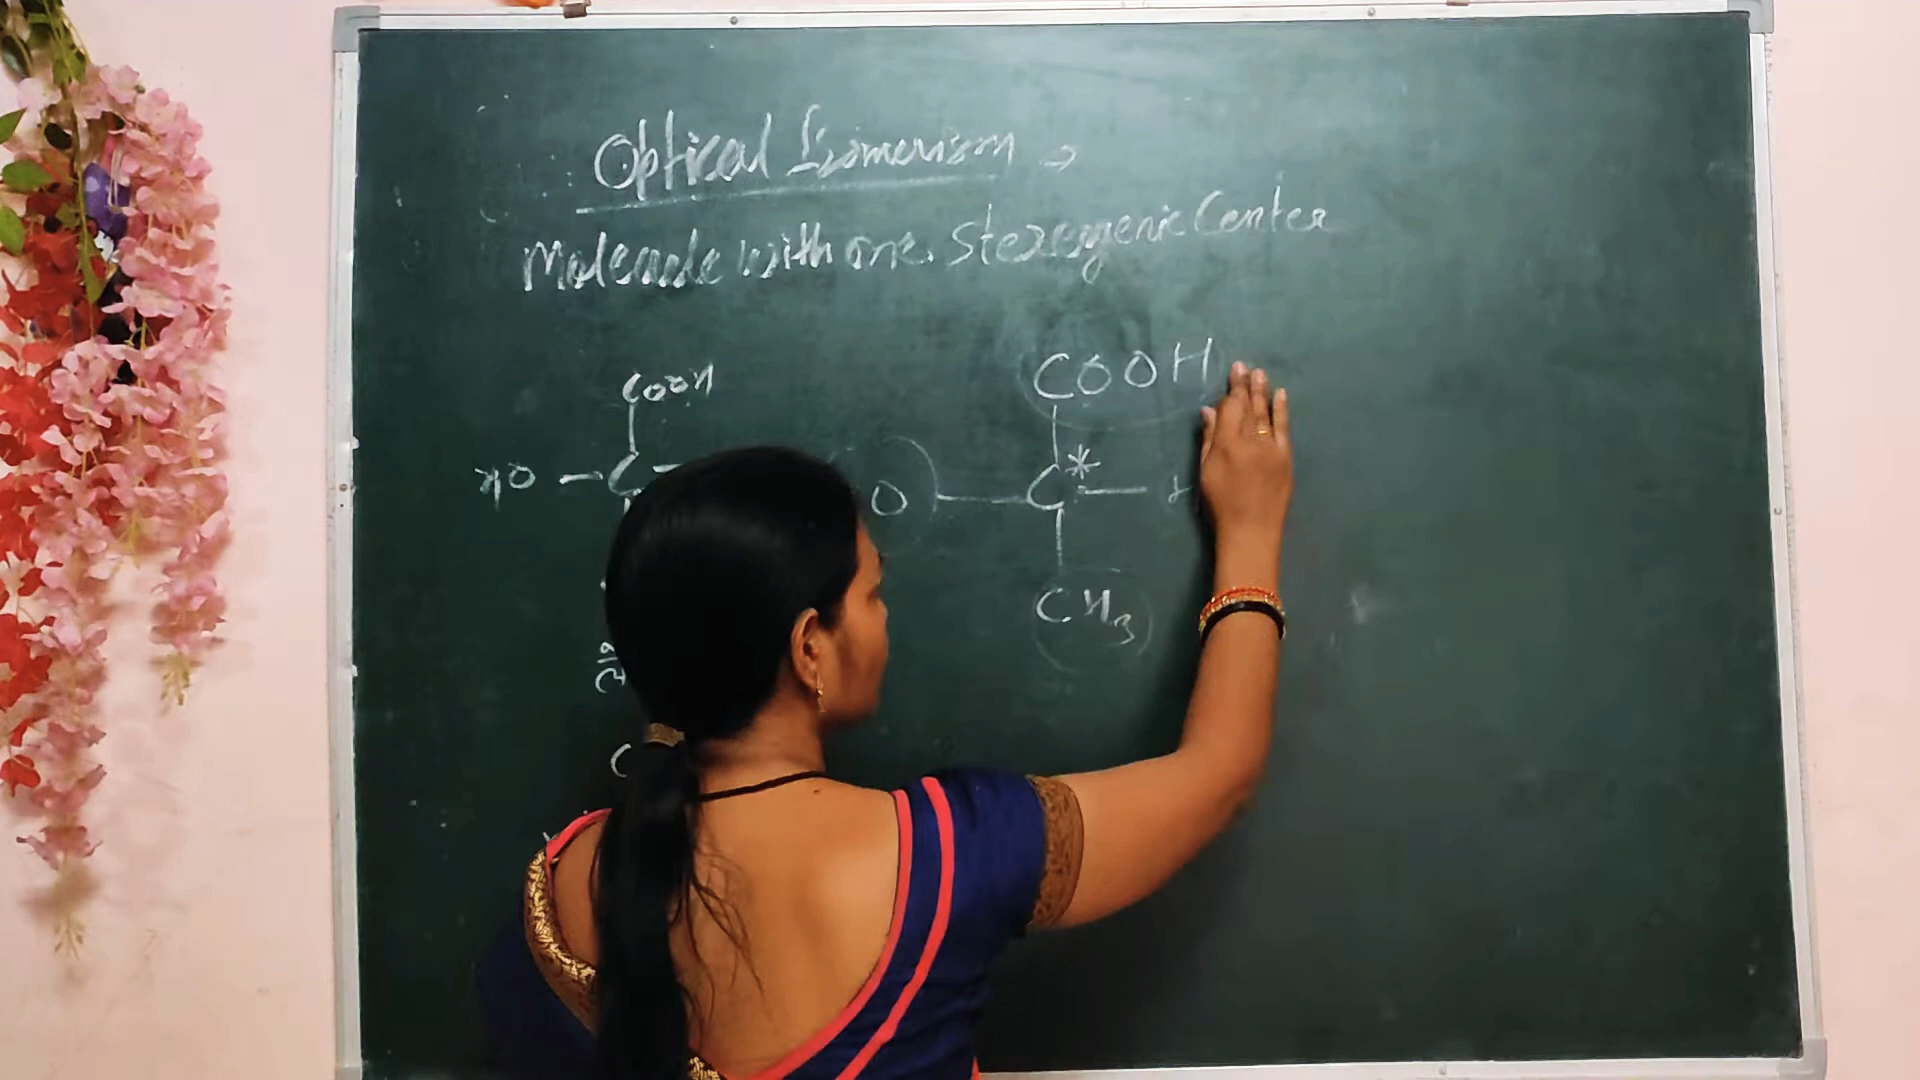 Optical Isomerism →
Molecule with one Stereogenic Center
COOH
HO — C —
COOH
O — C* —
CH3
C